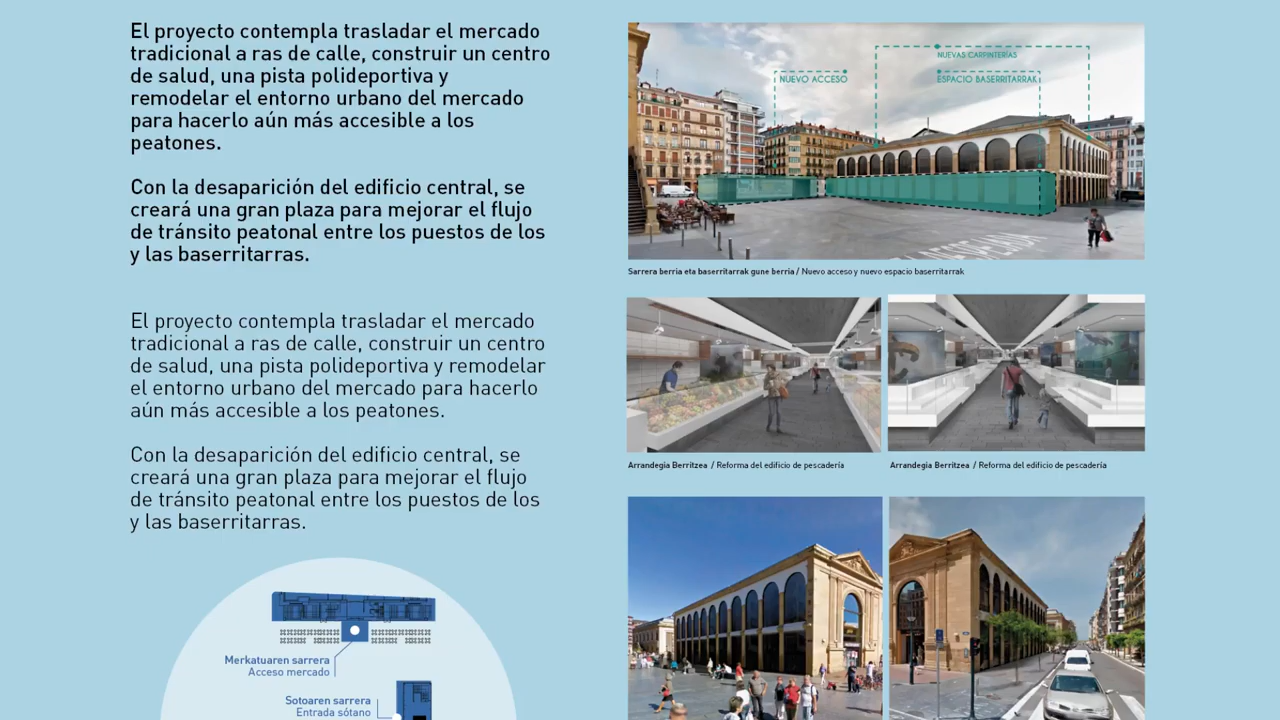 El proyecto contempla trasladar el mercado
tradicional a ras de calle, construir un centro
de salud, una pista polideportiva y
remodelar el entorno urbano del mercado
para hacerlo aún más accesible a los
peatones.
Con la desaparición del edificio central, se
creará una gran plaza para mejorar el flujo
de tránsito peatonal entre los puestos de los
y las baserritarras.
El proyecto contempla trasladar el mercado
tradicional a ras de calle, construir un centro
de salud, una pista polideportiva y remodelar
el entorno urbano del mercado para hacerlo
aún más accesible a los peatones.
Con la desaparición del edificio central, se
creará una gran plaza para mejorar el flujo
de tránsito peatonal entre los puestos de los
y las baserritarras.
Merkatuaren sarrera
Acceso mercado
Sotoaren sarrera
Entrada sótano
NUEVAS CARPINTERÍAS
NUEVO ACCESO
ESPACIO BASERRITARRAK
Sarrera berria eta baserritarrak gune berria / Nuevo acceso y nuevo espacio baserritarrak
Arrandegia Berritzea / Reforma del edificio de pescadería
Arrandegia Berritzea / Reforma del edificio de pescadería